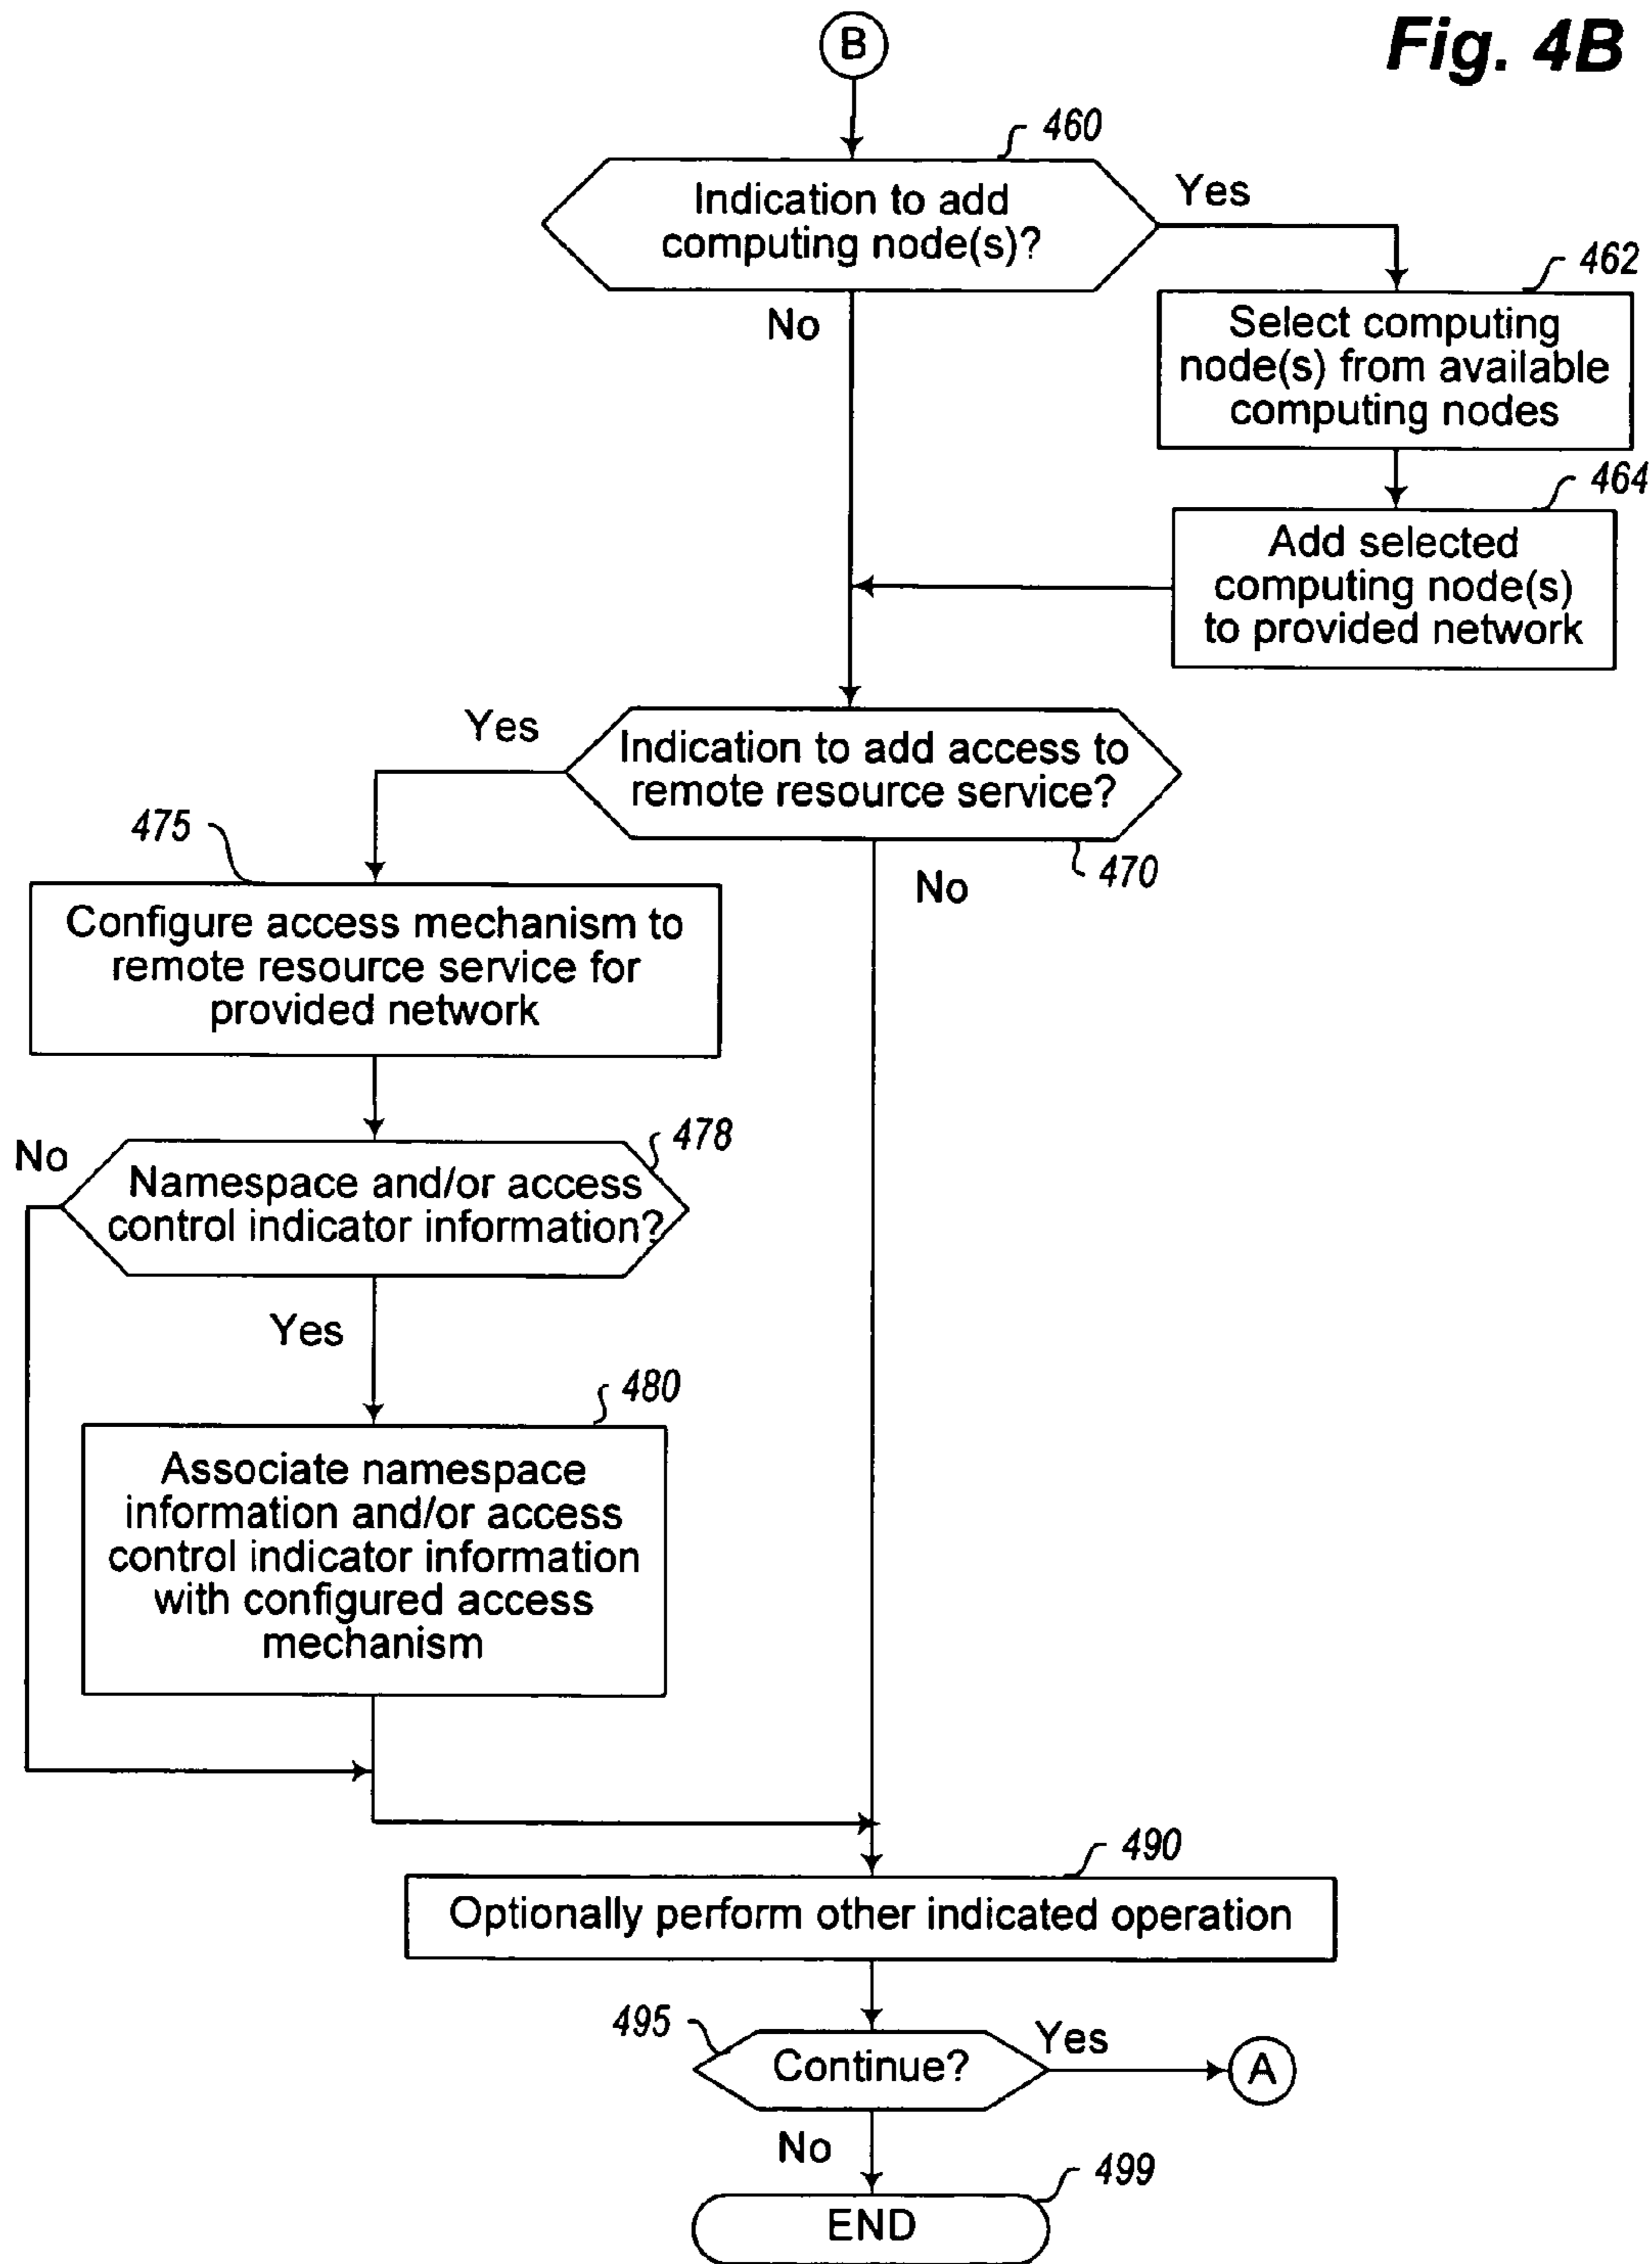 Fig. 4B
B
460
Indication to add
computing node(s)?
Yes
No
462
Select computing
node(s) from available
computing nodes
464
Add selected
computing node(s)
to provided network
Yes
Indication to add access to
remote resource service?
470
No
475
Configure access mechanism to
remote resource service for
provided network
478
No
Namespace and/or access
control indicator information?
Yes
480
Associate namespace
information and/or access
control indicator information
with configured access
mechanism
490
Optionally perform other indicated operation
495
Continue?
Yes
A
No
499
END